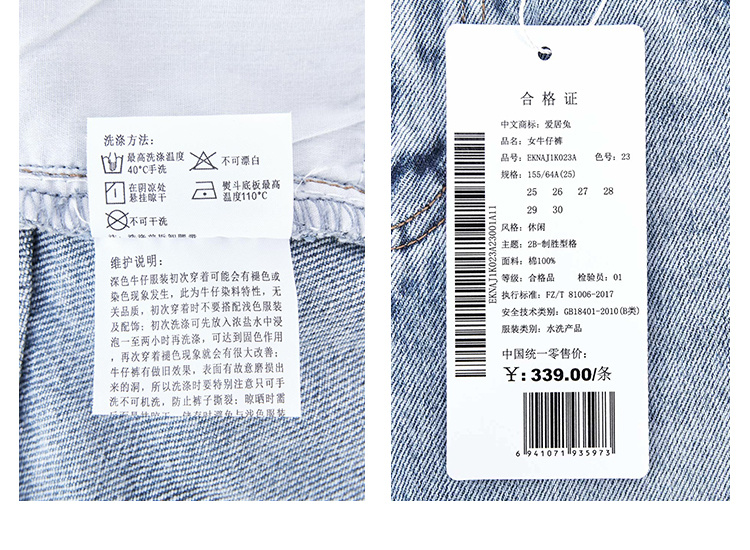 洗涤方法:
最高洗涤温度
40°C手洗
不可漂白
在阴凉处
悬挂晾干
熨斗底板最高
温度110°C
不可干洗
维护说明:
深色牛仔服装初次穿着可能会有褪色或
染色现象发生,此为牛仔染料特性,无
关品质,初次穿着时不要搭配浅色服装
及配饰;初次洗涤可先放入浓盐水中浸
泡一至两小时再洗涤,可达到固色作用
,再次穿着褪色现象就会有很大改善;
牛仔裤有做旧效果,表面有故意磨损出
来的洞,所以洗涤时要特别注意只可手
洗不可机洗,防止裤子撕裂;晾晒时需
合格证
中文商标: 爱居兔
品名: 女牛仔裤
品号: EKNAJ1K023A 色号: 23
规格: 155/64A(25)
25 26 27 28
29 30
风格: 休闲
主题: 2B-制胜型格
面料: 棉100%
等级: 合格品 检验员: 01
执行标准: FZ/T 81006-2017
安全技术类别: GB18401-2010(B类)
服装类别: 水洗产品
中国统一零售价:
¥: 339.00/条
6 941071 935973
EKNAJ1K023A23001A11